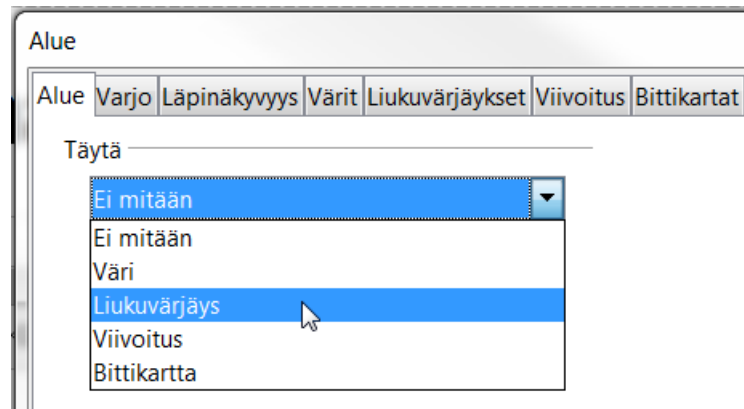 Alue
Alue Varjo Läpinäkyvyys Värit Liukuvärjäykset Viivoitus Bittikartat
Täytä
Ei mitään
Ei mitään
Väri
Liukuvärjäys
Viivoitus
Bittikartta